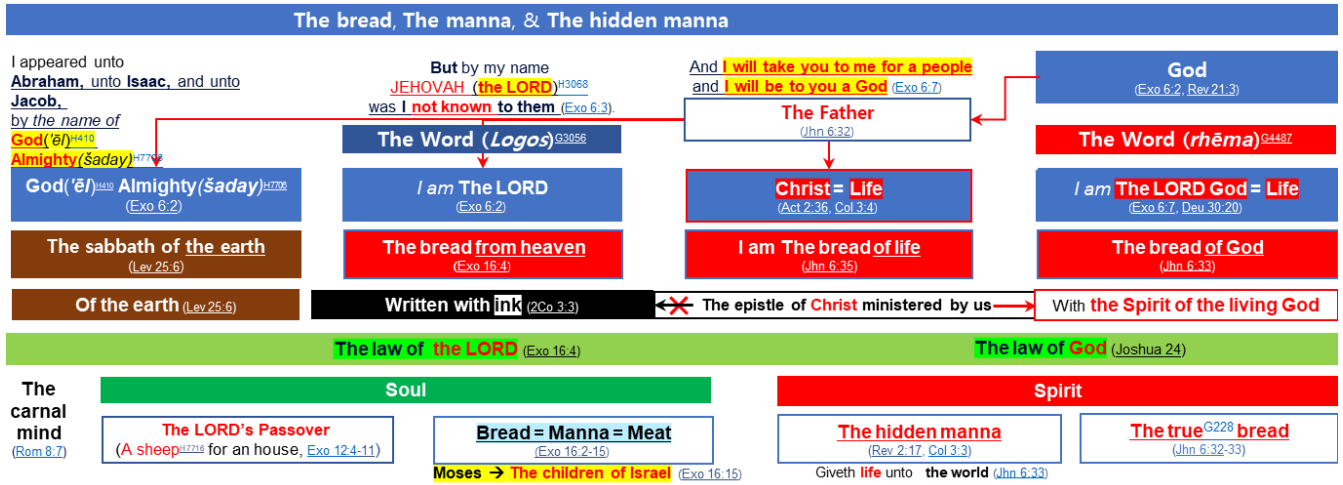 The bread, The manna, & The hidden manna
I appeared unto
Abraham, unto Isaac, and unto
Jacob,
by the name of
God('ēl)H410
Almighty(šaday)H7706
But by my name
JEHOVAH (the LORD)H3068
was I not known to them (Exo 6:3).
And I will take you to me for a people
and I will be to you a God (Exo 6:7)
God
(Exo 6:2, Rev 21:3)
The Father
(Jhn 6:32)
The Word (Logos)G3056
The Word (rhēma)G4487
God('ēl)H410 Almighty(šaday)H7706
(Exo 6:2)
I am The LORD
(Exo 6:2)
Christ = Life
(Act 2:36, Col 3:4)
I am The LORD God = Life
(Exo 6:7, Deu 30:20)
The sabbath of the earth
(Lev 25:6)
The bread from heaven
(Exo 16:4)
I am The bread of life
(Jhn 6:35)
The bread of God
(Jhn 6:33)
Of the earth (Lev 25:6)
Written with ink (2Co 3:3)
The epistle of Christ ministered by us
With the Spirit of the living God
The law of the LORD (Exo 16:4)
The law of God (Joshua 24)
The
carnal
mind
(Rom 8:7)
Soul
Spirit
The LORD's Passover
(A sheepH7716 for an house, Exo 12:4-11)
Bread = Manna = Meat
(Exo 16:2-15)
Moses → The children of Israel (Exo 16:15)
The hidden manna
(Rev 2:17, Col 3:3)
Giveth life unto the world (Jhn 6:33)
The trueG228 bread
(Jhn 6:32-33)